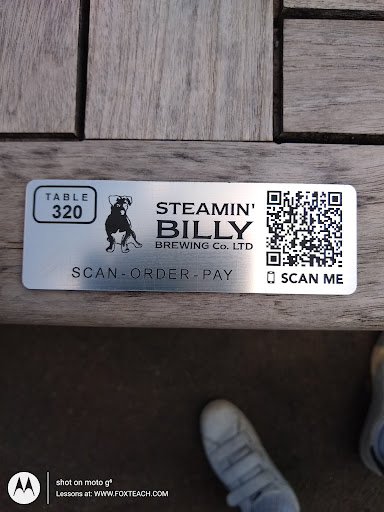 TABLE
320
STEAMIN'
BILLY
BREWING Co. LTD
SCAN-ORDER-PAY
SCAN ME
shot on moto g⁸
Lessons at: WWW.FOXTEACH.COM